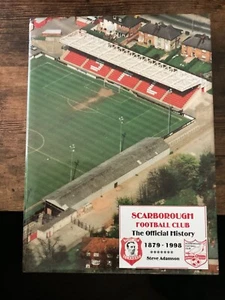 SCARBOROUGH
FOOTBALL CLUB
The Official History
1879 - 1998
*******
Steve Adamson